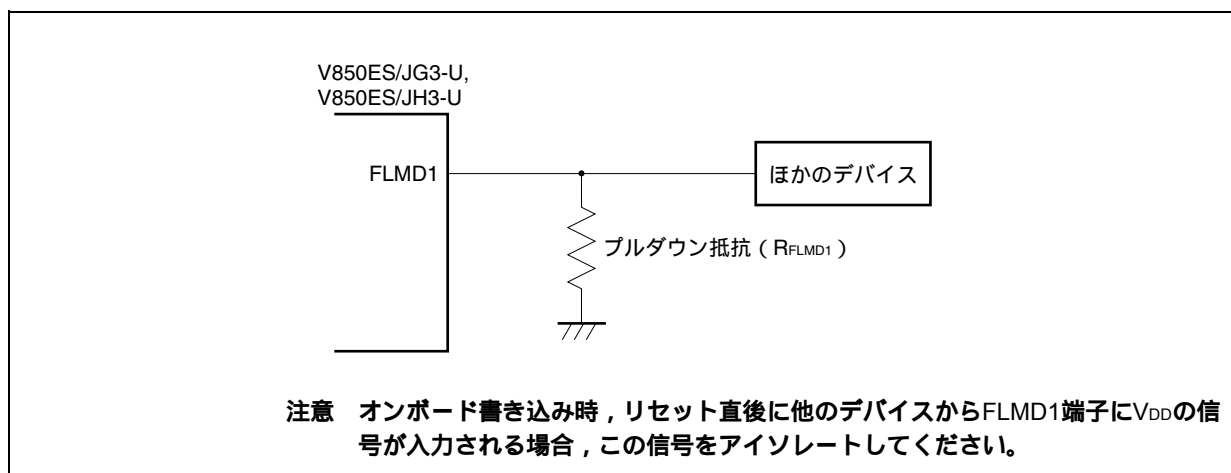 V850ES/JG3-U,
V850ES/JH3-U
FLMD1
ほかのデバイス
プルダウン抵抗（RFLMD1）
注意　オンボード書き込み時，リセット直後に他のデバイスからFLMD1端子にVDDの信
号が入力される場合，この信号をアイソレートしてください。